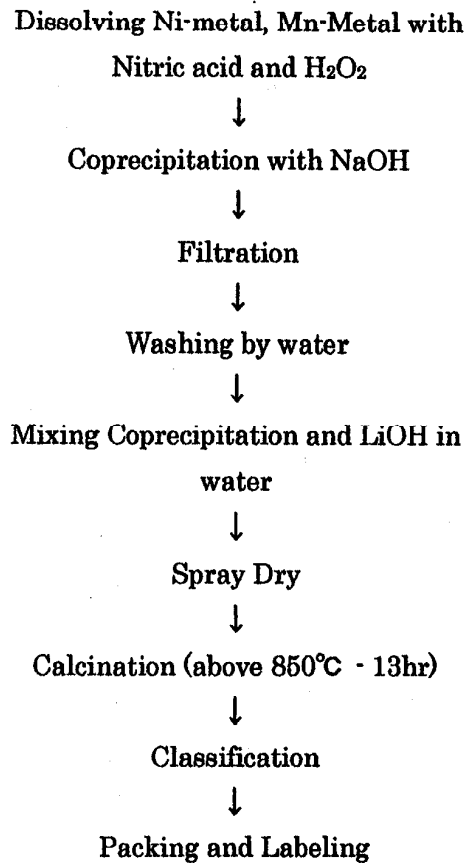 Dissolving Ni-metal, Mn-Metal with
Nitric acid and H₂O₂
↓
Coprecipitation with NaOH
↓
Filtration
↓
Washing by water
↓
Mixing Coprecipitation and LiOH in
water
↓
Spray Dry
↓
Calcination (above 850℃ - 13hr)
↓
Classification
↓
Packing and Labeling